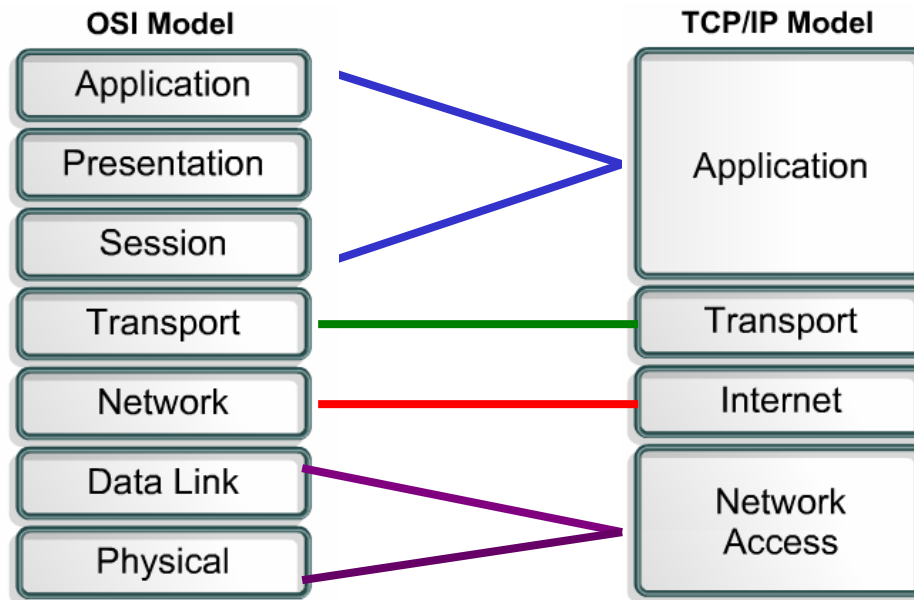 OSI Model
Application
Presentation
Session
Transport
Network
Data Link
Physical
TCP/IP Model
Application
Transport
Internet
Network
Access